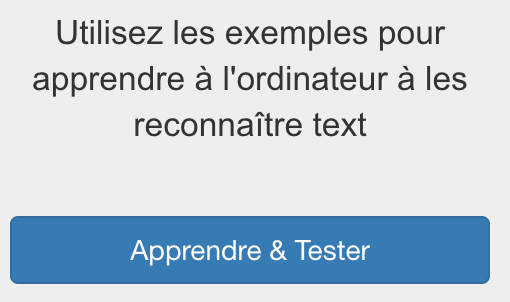 Utilisez les exemples pour
apprendre à l'ordinateur à les
reconnaître text
Apprendre & Tester